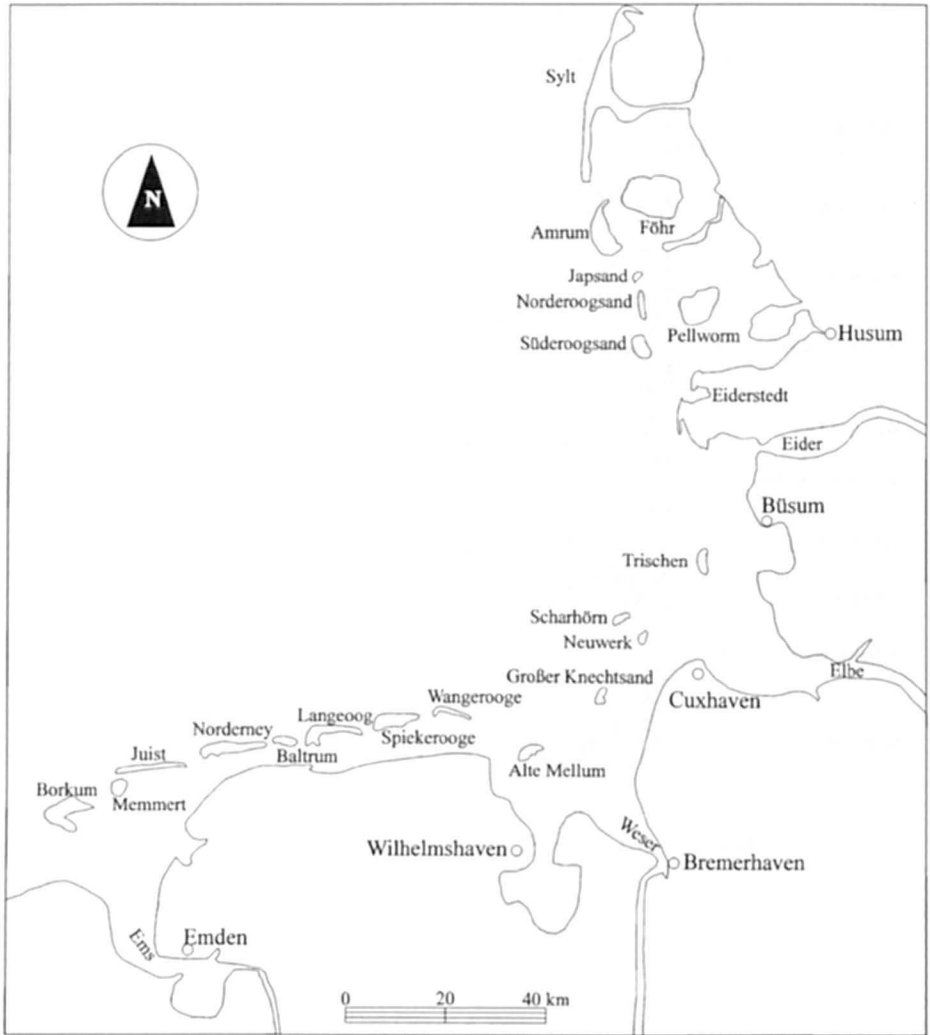 Sylt
N
Föhr
Amrum
Japsand
Norderoogsand
Pellworm
Husum
Süderoogsand
Eiderstedt
Eider
Büsum
Trischen
Scharhörn
Neuwerk
Elbe
Großer Knechtsand
Cuxhaven
Wangerooge
Langeoog
Norderney
Spiekerooge
Juist
Baltrum
Alte Mellum
Borkum
Memmert
Weser
Wilhelmshaven
Bremerhaven
Emden
Ems
0 20 40 km